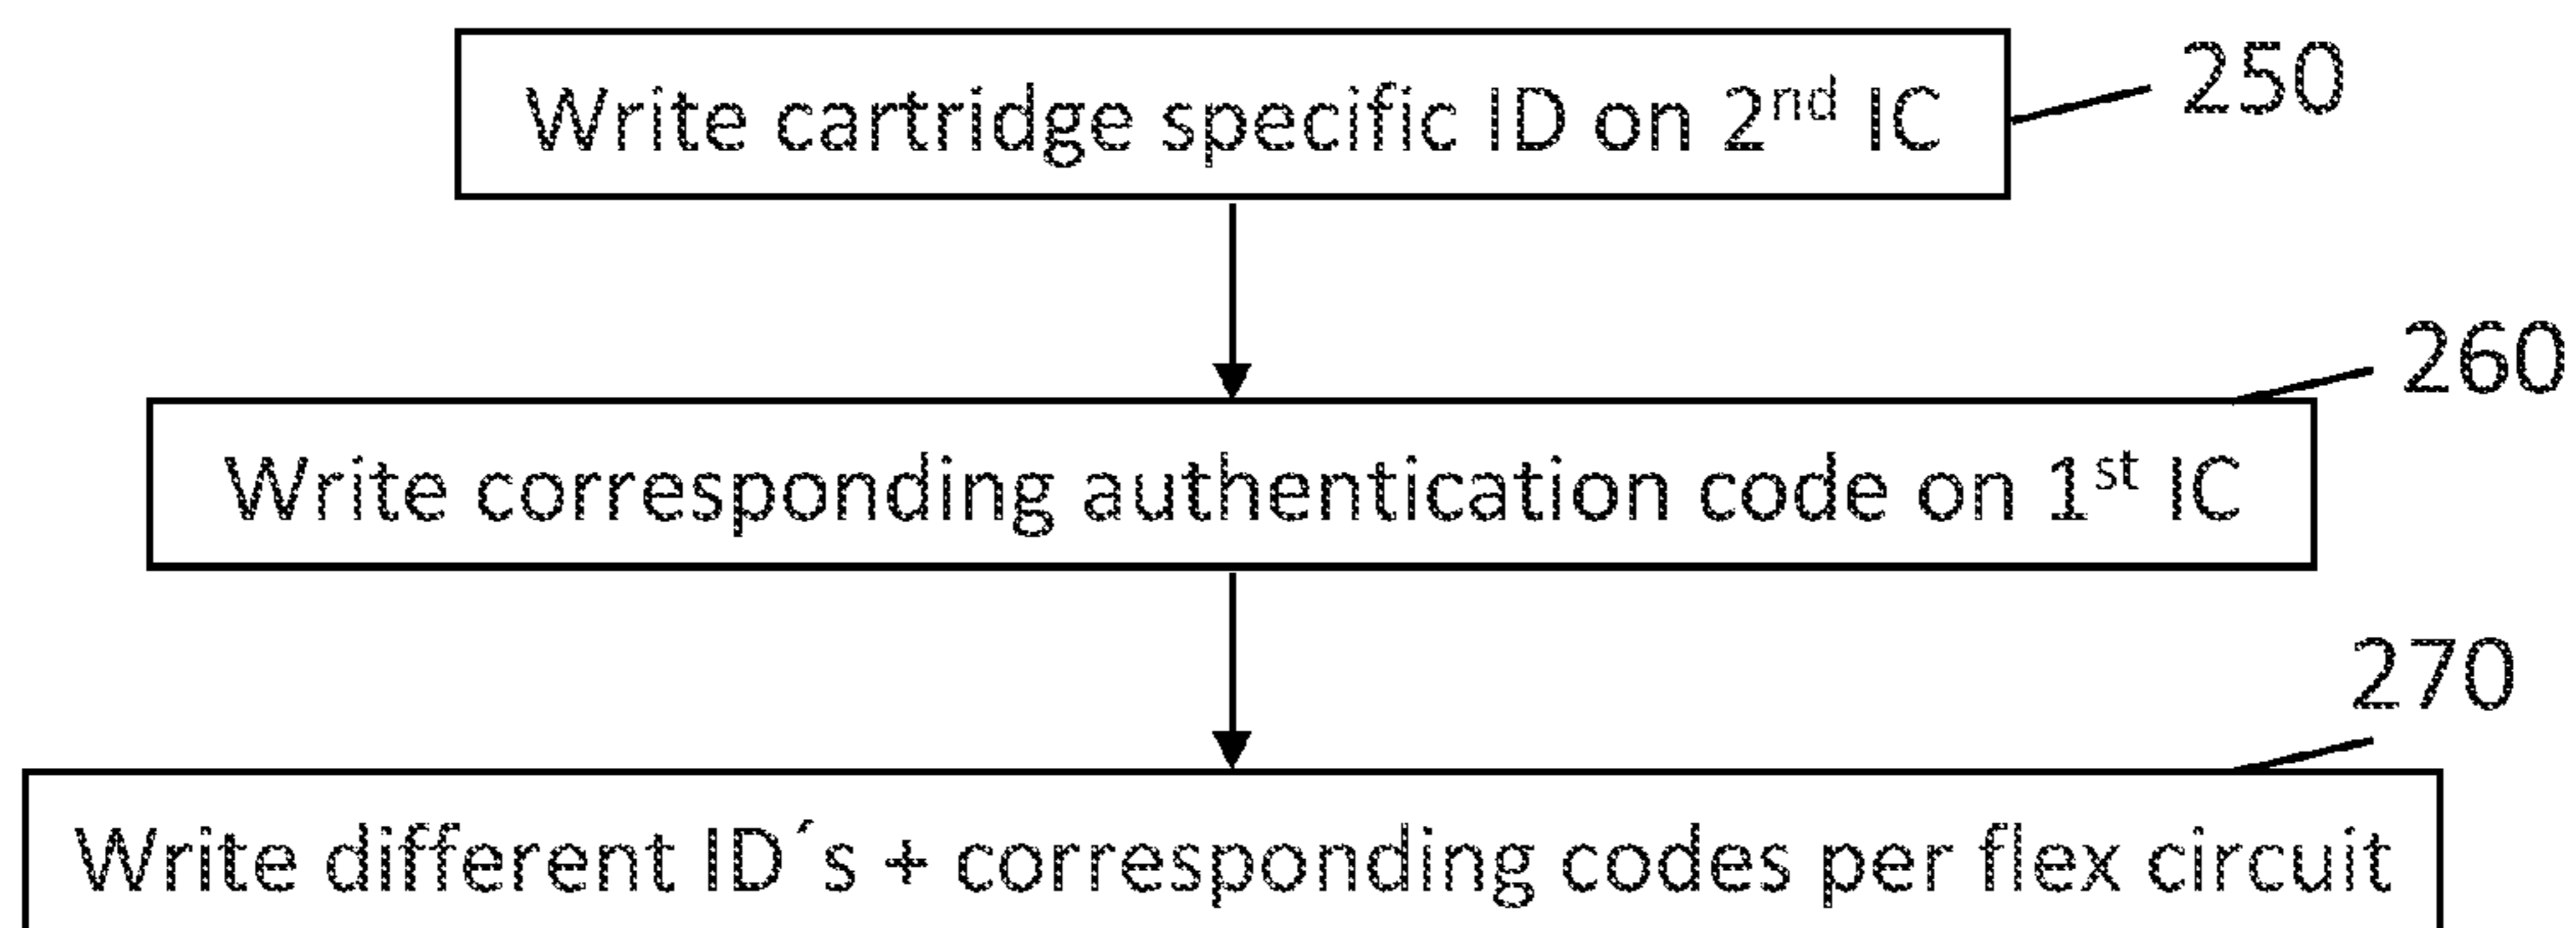 Write cartridge specific ID on 2nd IC
250
260
Write corresponding authentication code on 1st IC
270
Write different ID´s + corresponding codes per flex circuit